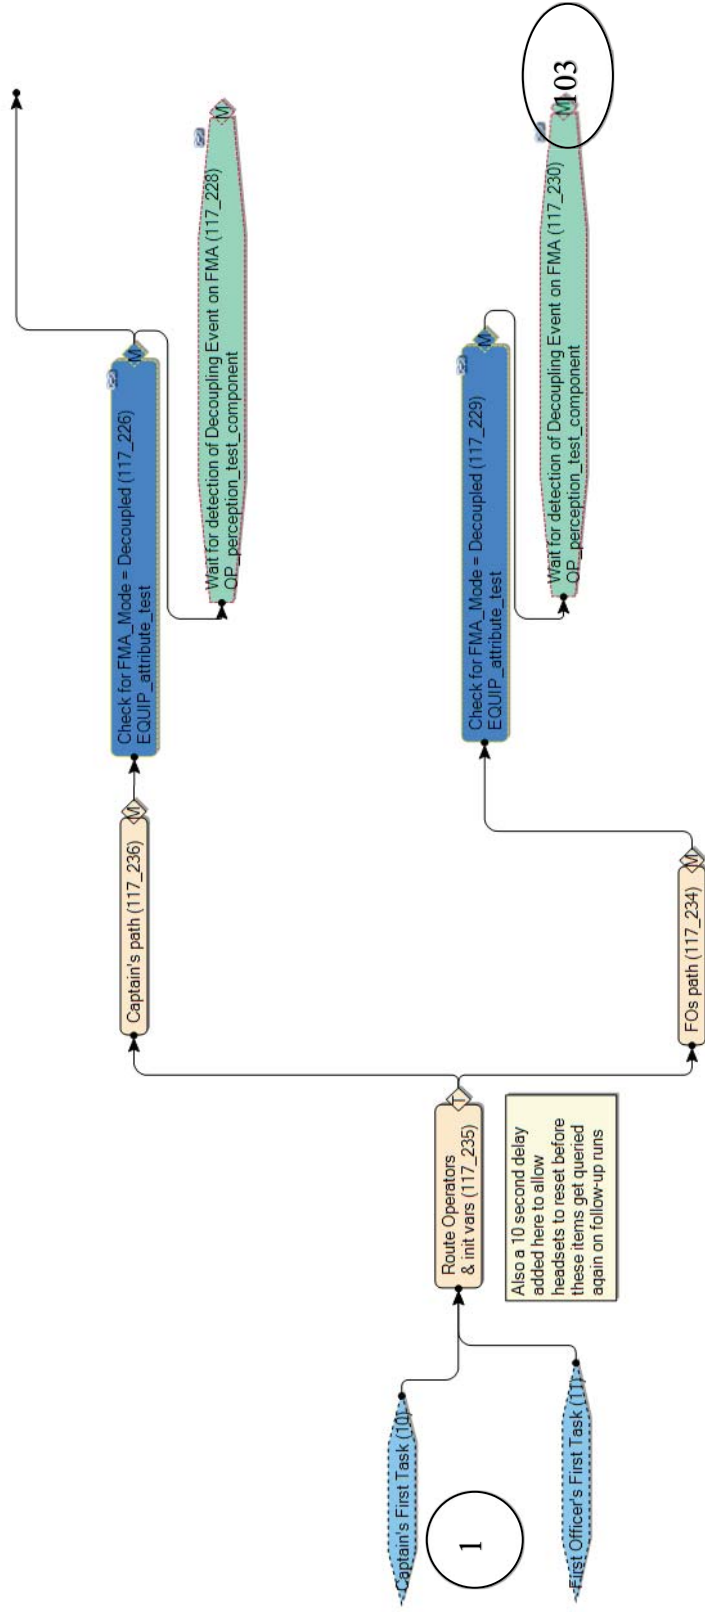 Captain's First Task (10)
1
First Officer's First Task (11)
Route Operators
& init vars (117_235)
T
Also a 10 second delay
added here to allow
headsets to reset before
these items get queried
again on follow-up runs
Captain's path (117_236)
M
FOs path (117_234)
M
Check for FMA_Mode = Decoupled (117_226)
EQUIP_attribute_test
M
Wait for detection of Decoupling Event on FMA (117_228)
OP_perception_test_component
M
Check for FMA_Mode = Decoupled (117_229)
EQUIP_attribute_test
M
Wait for detection of Decoupling Event on FMA (117_230)
OP_perception_test_component
M
103